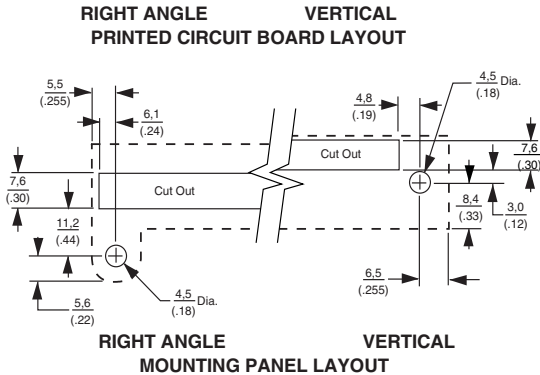 RIGHT ANGLE VERTICAL
PRINTED CIRCUIT BOARD LAYOUT
5,5
(.255)
6,1
(.24)
4,8
(.19)
4,5 Dia.
(.18)
Cut Out
7,6
(.30)
7,6
(.30)
Cut Out
11,2
(.44)
8,4
(.33)
3,0
(.12)
6,5
(.255)
5,6
(.22)
4,5 Dia.
(.18)
RIGHT ANGLE VERTICAL
MOUNTING PANEL LAYOUT